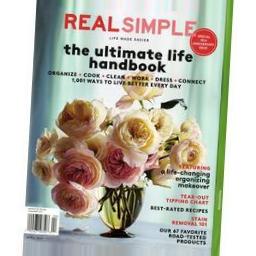 REAL SIMPLE
LIFE MADE EASIER
the ultimate life
handbook
ORGANIZE + COOK + CLEAN + WORK + DRESS + CONNECT
1,001 WAYS TO LIVE BETTER EVERY DAY
FEATURING
a life-changing
organizing
makeover
TEAR-OUT
TIPPING CHART
BEST-RATED RECIPES
STAIN
REMOVAL 101
OUR 67 FAVORITE
ROAD-TESTED
PRODUCTS